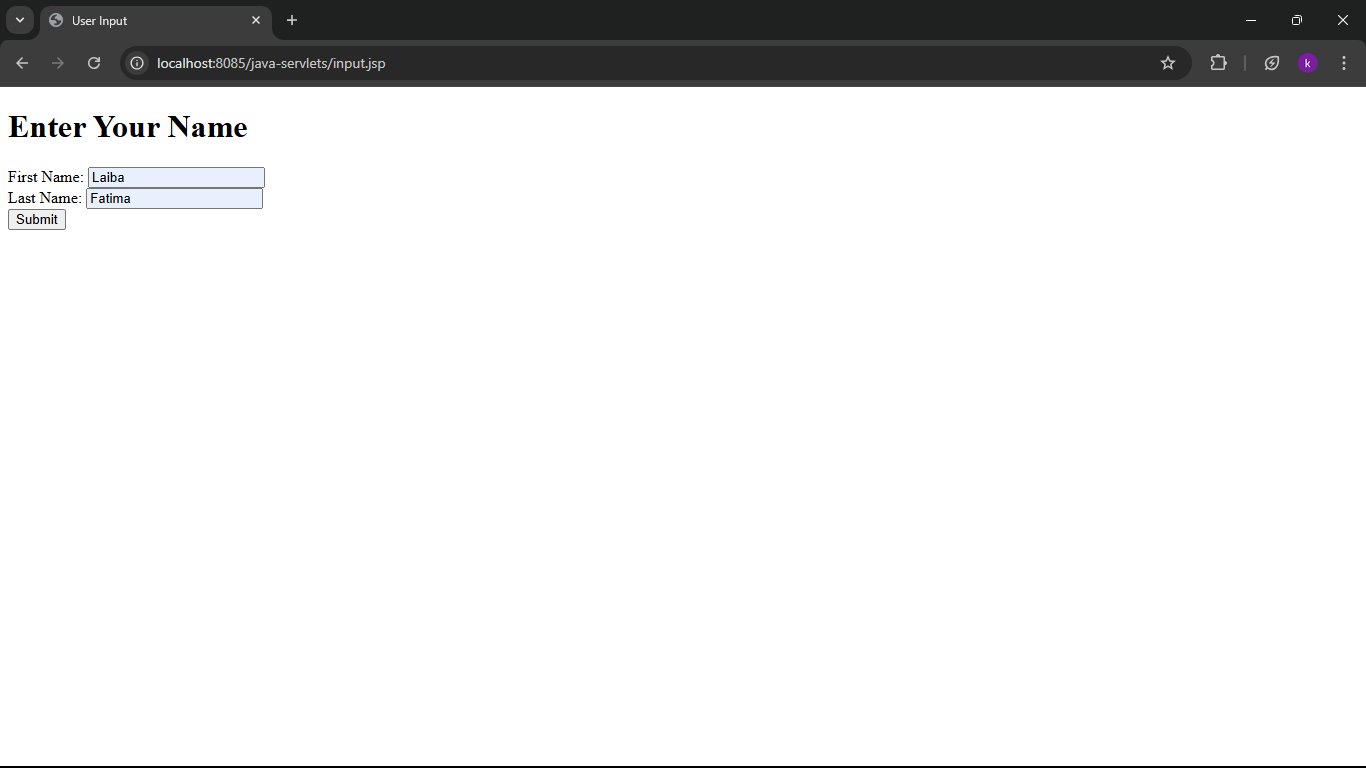 User Input
localhost:8085/java-servlets/input.jsp
k
Enter Your Name
First Name: Laiba
Last Name: Fatima
Submit